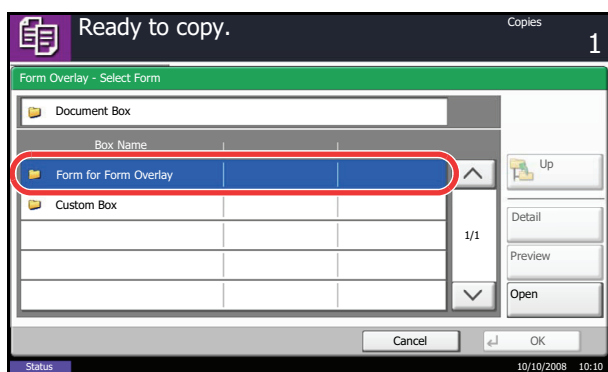 Ready to copy.
Copies
1
Form Overlay - Select Form
Document Box
Box Name
Form for Form Overlay
Up
Custom Box
Detail
1/1
Preview
Open
Cancel
OK
Status
10/10/2008 10:10